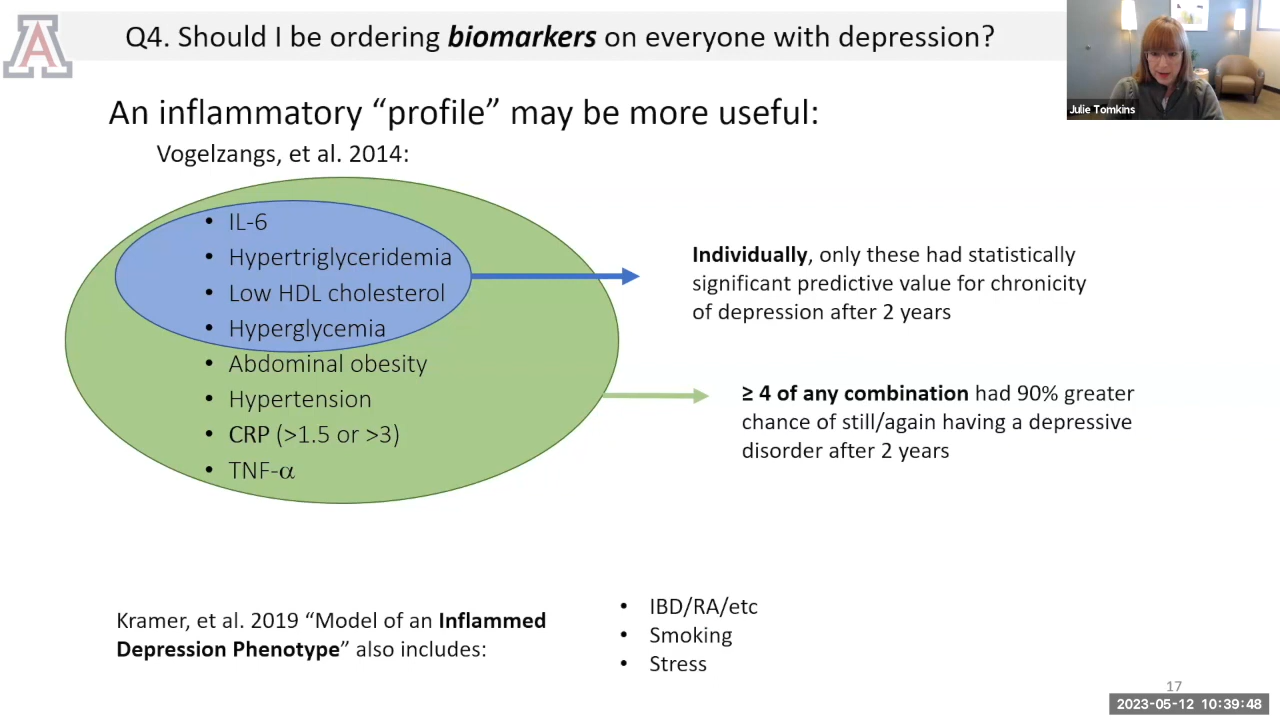 Q4. Should I be ordering biomarkers on everyone with depression?
Julie Tomkins
An inflammatory “profile” may be more useful:
Vogelzangs, et al. 2014:
• IL-6
• Hypertriglyceridemia
• Low HDL cholesterol
• Hyperglycemia
• Abdominal obesity
• Hypertension
• CRP (>1.5 or >3)
• TNF-α
Individually, only these had statistically
significant predictive value for chronicity
of depression after 2 years
≥ 4 of any combination had 90% greater
chance of still/again having a depressive
disorder after 2 years
Kramer, et al. 2019 “Model of an Inflammed
Depression Phenotype” also includes:
• IBD/RA/etc
• Smoking
• Stress
17
2023-05-12 10:39:48
A